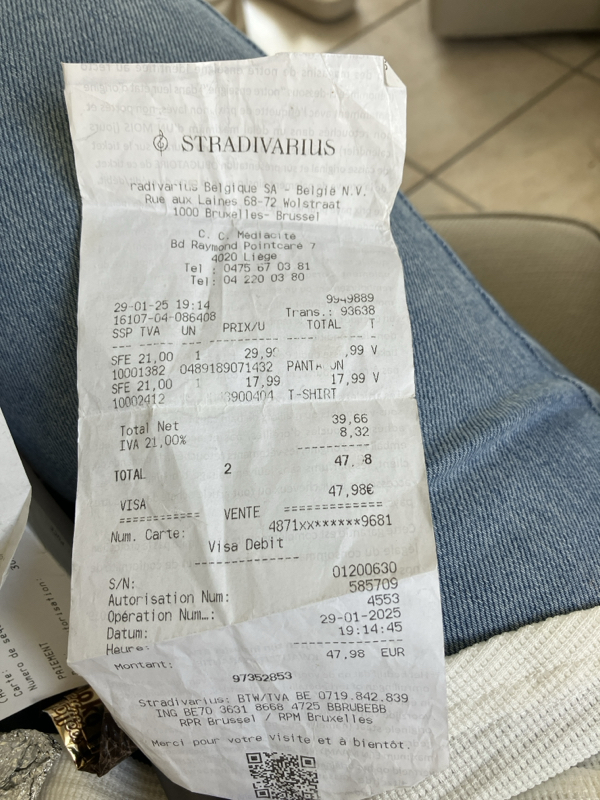 STRADIVARIUS
radivarius Belgique SA - België N.V.
Rue aux Laines 68-72 Wolstraat
1000 Bruxelles- Brussel
C. C. Médiacité
Bd Raymond Pointcaré 7
4020 Liège
Tel : 0475 67 03 81
Tel: 04 220 03 80
29-01-25 19:14
16107-04-086408 Trans.: 93638
SSP TVA UN PRIX/U TOTAL T
SFE 21,00 1 29,9 ,99 V
10001382 0489189071432
SFE 21,00 1 17,99 17,99 V
10002412 T-SHIRT
Total Net 39,66
IVA 21,00% 8,32
TOTAL 2
VISA 47,98€
VENTE
Num. Carte: 4871xx******9681
Visa Debit
S/N: 01200630
Autorisation Num: 585709
Opération Num..: 4553
Datum: 29-01-2025
Heure: 19:14:45
Montant: 47,98 EUR
97352853
Stradivarius: BTW/TVA BE 0719.842.839
ING BE70 3631 8668 4725 BBRUBEBB
RPR Brussel / RPM Bruxelles
Merci pour votre visite et à bientôt.
PAIEMENT